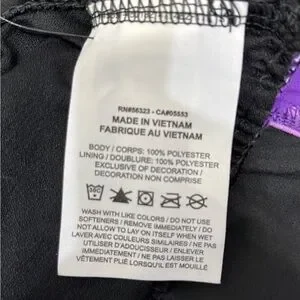 RN#56323 - CA#05553
MADE IN VIETNAM
FABRIQUE AU VIETNAM
BODY / CORPS: 100% POLYESTER
LINING / DOUBLURE: 100% POLYESTER
EXCLUSIVE OF DECORATION /
DECORATION NON COMPRISE
WASH WITH LIKE COLORS / DO NOT USE
SOFTENERS / REMOVE IMMEDIATELY / DO
NOT ALLOW TO LAY ON ITSELF WHEN WET
LAVER AVEC COULEURS SIMILAIRES / NE PAS
UTILISER D'ADOUCISSEUR / ENLEVER
IMMEDIATEMENT / NE PAS LAISSER LE
VÊTEMENT PLIÉ LORSQU'IL EST MOUILLÉ